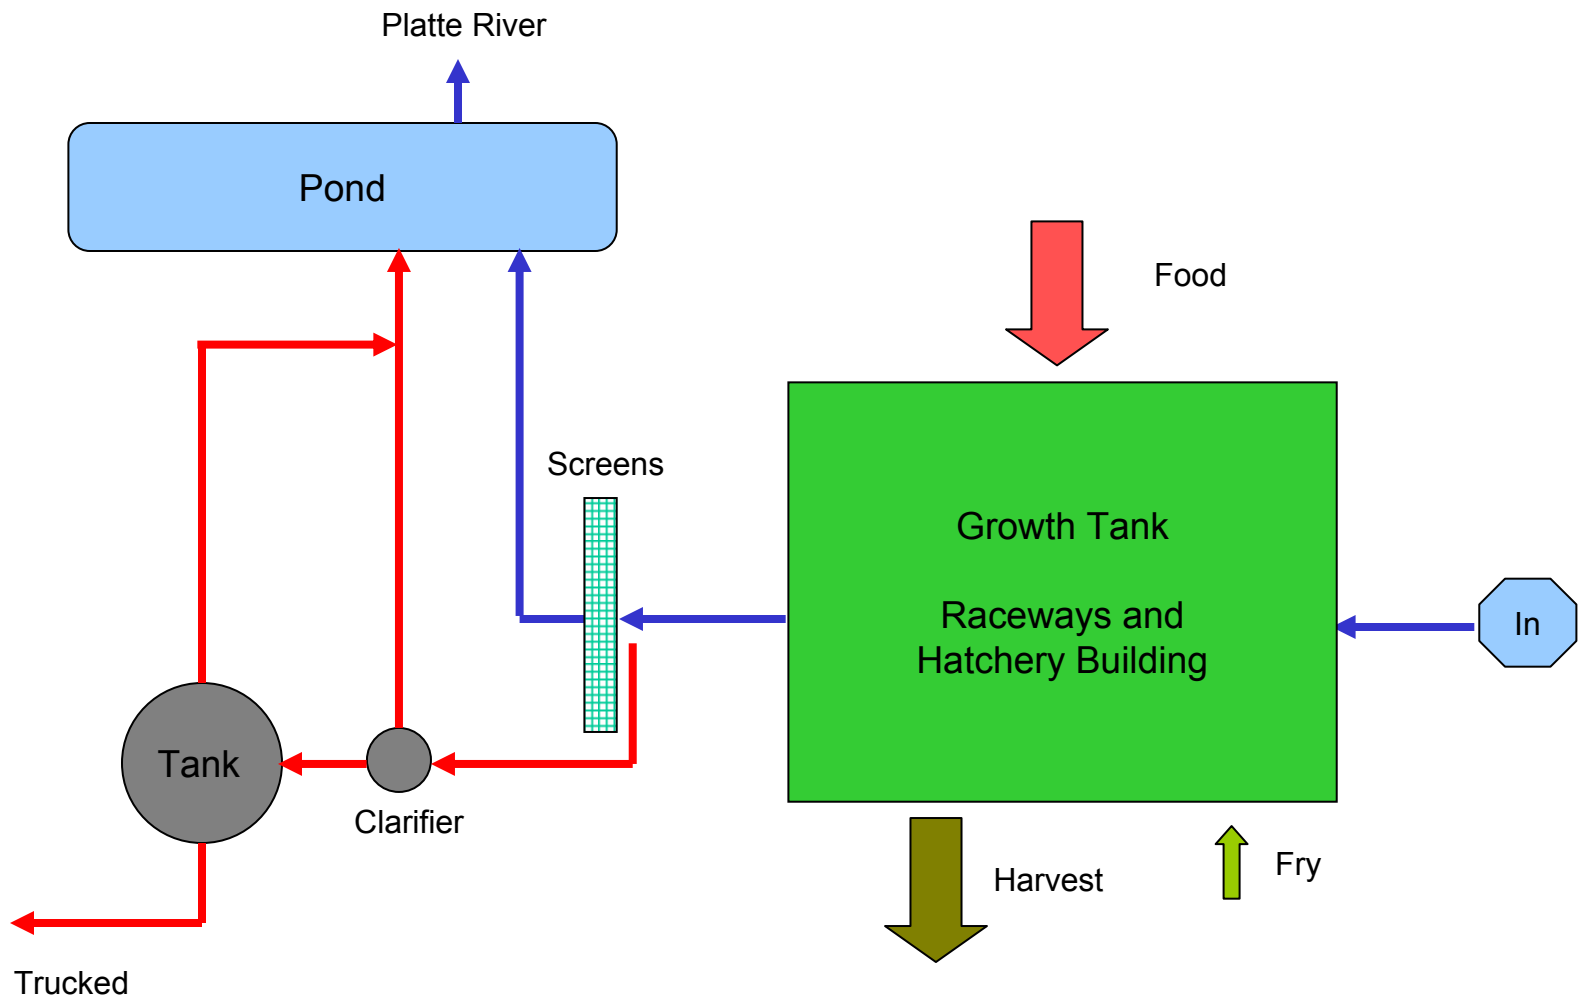 Platte River
Pond
Food
Screens
Growth Tank
Raceways and
Hatchery Building
In
Tank
Clarifier
Harvest
Fry
Trucked